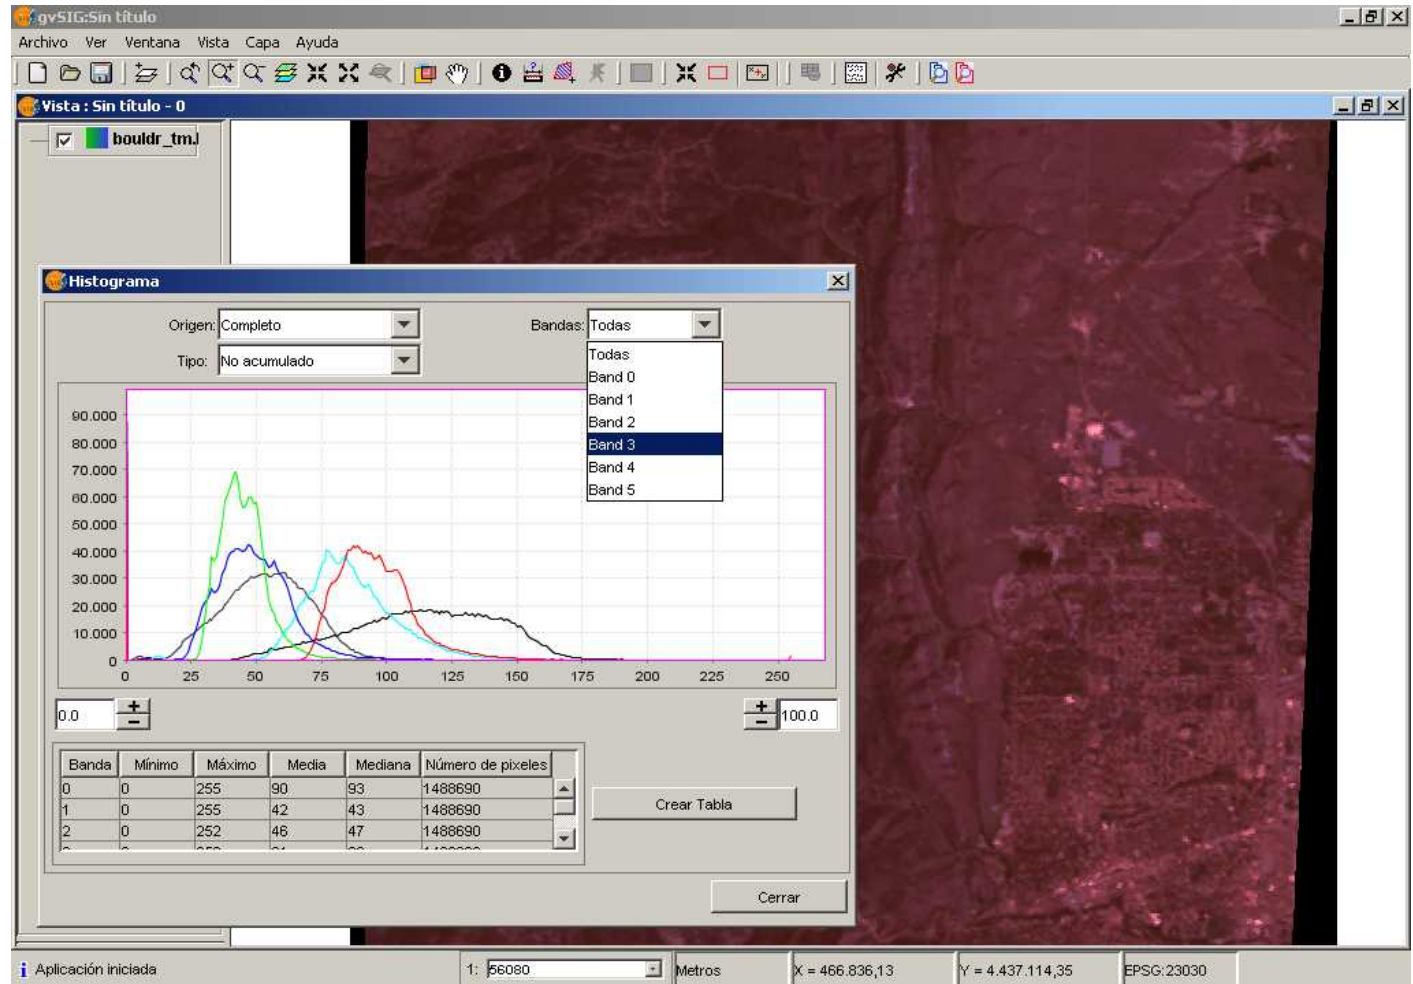 gvSIG:Sin título
Archivo Ver Ventana Vista Capa Ayuda
Vista : Sin título - 0
bouldr_tm.
Histograma
Origen: Completo
Bandas: Todas
Tipo: No acumulado
Todas
Band 0
Band 1
Band 2
Band 3
Band 4
Band 5
90.000
80.000
70.000
60.000
50.000
40.000
30.000
20.000
10.000
0
0 25 50 75 100 125 150 175 200 225 250
0.0 + −
+ − 100.0
Banda Mínimo Máximo Media Mediana Número de pixeles
0 0 255 90 93 1488690
1 0 255 42 43 1488690
2 0 252 46 47 1488690
Crear Tabla
Cerrar
Aplicación iniciada 1: 56080 Metros X = 466.836,13 Y = 4.437.114,35 EPSG:23030